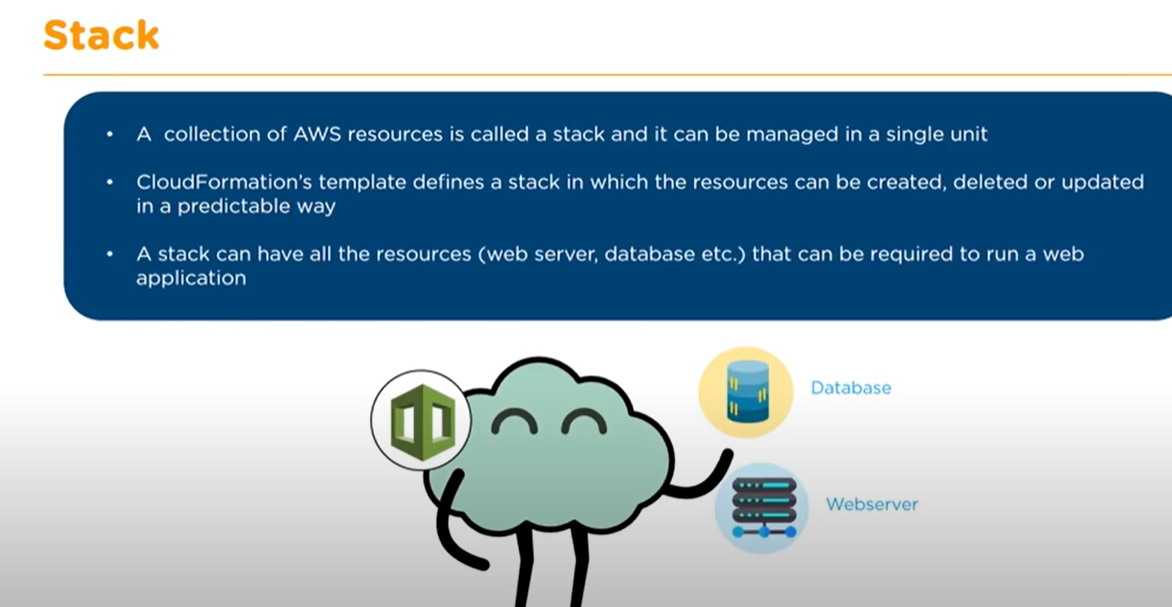 Stack
• A collection of AWS resources is called a stack and it can be managed in a single unit
• CloudFormation's template defines a stack in which the resources can be created, deleted or updated
in a predictable way
• A stack can have all the resources (web server, database etc.) that can be required to run a web
application
Database
Webserver